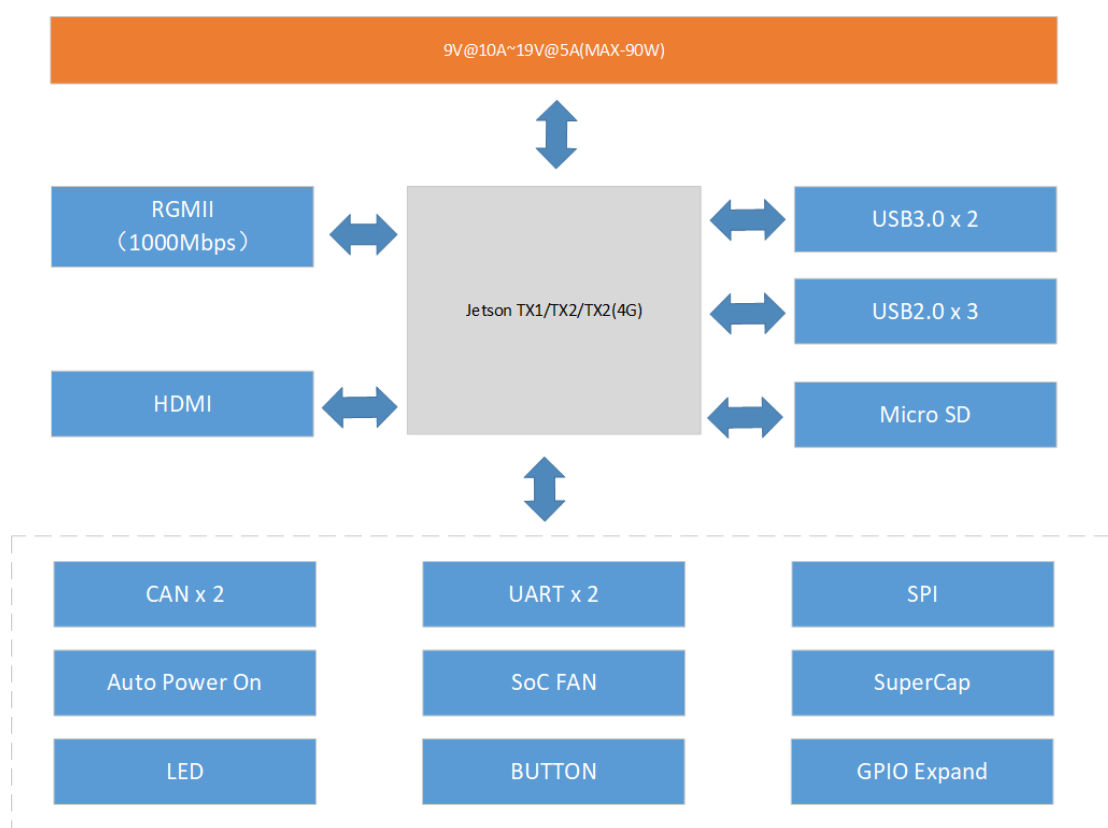 9V@10A~19V@5A(MAX-90W)
RGMII
（1000Mbps）
USB3.0 x 2
Jetson TX1/TX2/TX2(4G)
USB2.0 x 3
HDMI
Micro SD
CAN x 2
UART x 2
SPI
Auto Power On
SoC FAN
SuperCap
LED
BUTTON
GPIO Expand